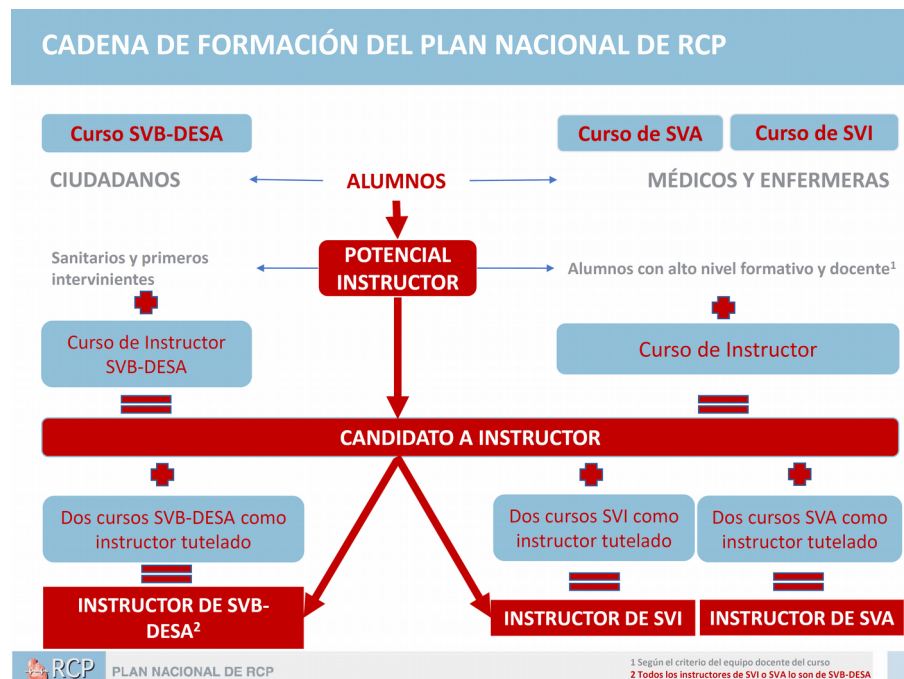 CADENA DE FORMACIÓN DEL PLAN NACIONAL DE RCP
Curso SVB-DESA
Curso de SVA
Curso de SVI
CIUDADANOS
ALUMNOS
MÉDICOS Y ENFERMERAS
POTENCIAL
INSTRUCTOR
Sanitarios y primeros
intervinientes
Alumnos con alto nivel formativo y docente1
Curso de Instructor
SVB-DESA
Curso de Instructor
CANDIDATO A INSTRUCTOR
Dos cursos SVB-DESA como
instructor tutelado
Dos cursos SVI como
instructor tutelado
Dos cursos SVA como
instructor tutelado
INSTRUCTOR DE SVB-
DESA2
INSTRUCTOR DE SVI
INSTRUCTOR DE SVA
RCP
PLAN NACIONAL DE RCP
1 Según el criterio del equipo docente del curso
2 Todos los instructores de SVI o SVA lo son de SVB-DESA